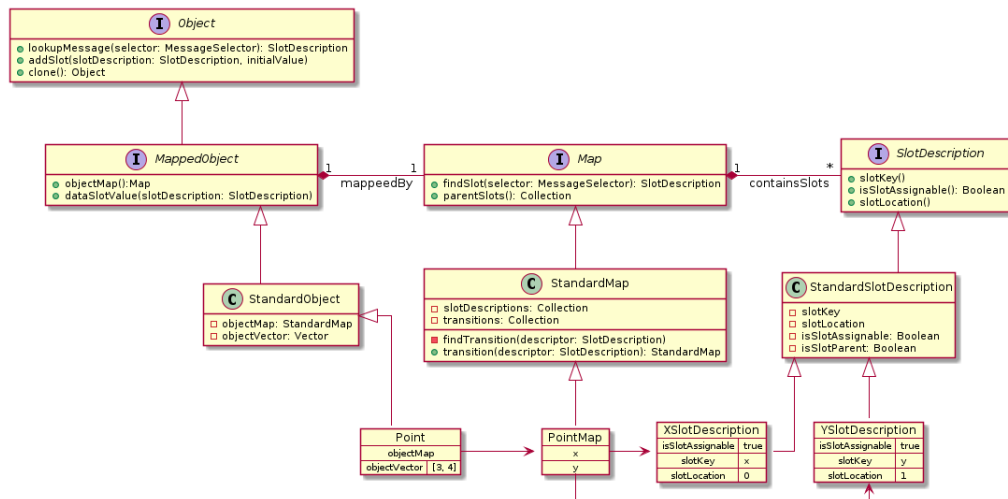 I Object
lookupMessage(selector: MessageSelector): SlotDescription
addSlot(slotDescription: SlotDescription, initialValue)
clone(): Object
I MappedObject
objectMap():Map
dataSlotValue(slotDescription: SlotDescription)
1 1
mappeedBy
I Map
findSlot(selector: MessageSelector): SlotDescription
parentSlots(): Collection
1 *
containsSlots
I SlotDescription
slotKey()
isSlotAssignable(): Boolean
slotLocation()
C StandardObject
objectMap: StandardMap
objectVector: Vector
C StandardMap
slotDescriptions: Collection
transitions: Collection
findTransition(descriptor: SlotDescription)
transition(descriptor: SlotDescription): StandardMap
C StandardSlotDescription
slotKey
slotLocation
isSlotAssignable: Boolean
isSlotParent: Boolean
Point
objectMap
objectVector [3, 4]
PointMap
x
y
XSlotDescription
isSlotAssignable true
slotKey x
slotLocation 0
YSlotDescription
isSlotAssignable true
slotKey y
slotLocation 1